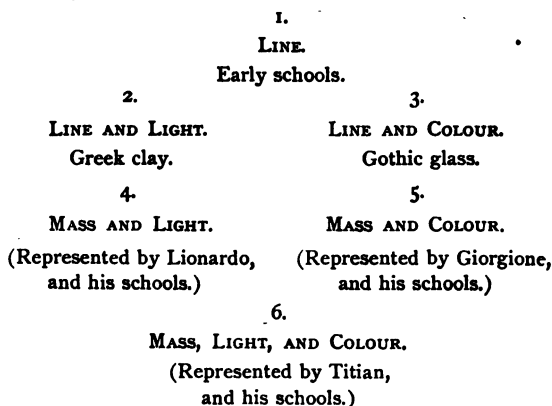 1.
LINE.
Early schools.
2.
LINE AND LIGHT.
Greek clay.
3.
LINE AND COLOUR.
Gothic glass.
4.
MASS AND LIGHT.
(Represented by Lionardo,
and his schools.)
5.
MASS AND COLOUR.
(Represented by Giorgione,
and his schools.)
6.
MASS, LIGHT, AND COLOUR.
(Represented by Titian,
and his schools.)